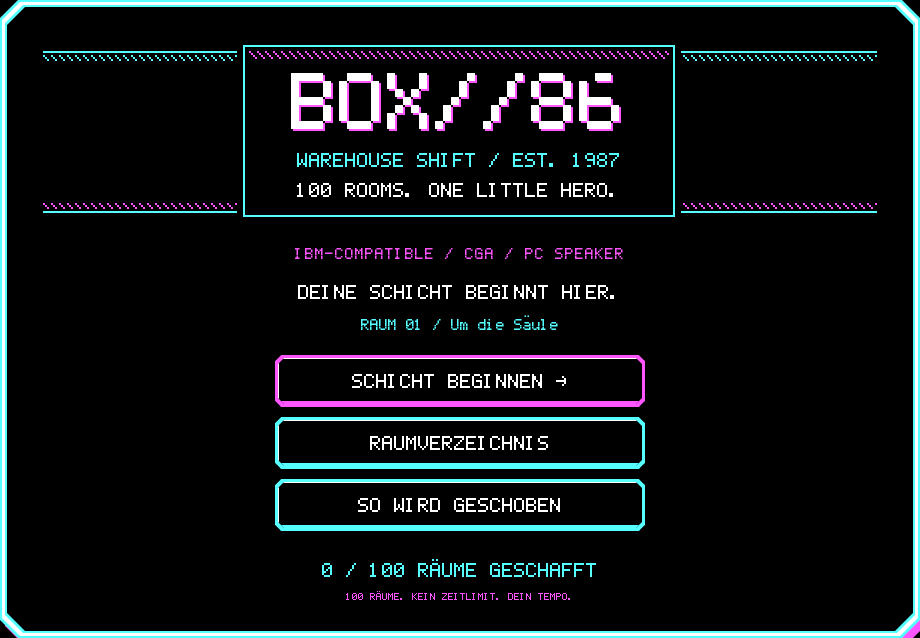 BOX//86
WAREHOUSE SHIFT / EST. 1987
100 ROOMS. ONE LITTLE HERO.
IBM-COMPATIBLE / CGA / PC SPEAKER
DEINE SCHICHT BEGINNT HIER.
RAUM 01 / Um die Säule
SCHICHT BEGINNEN →
RAUMVERZEICHNIS
SO WIRD GESCHOBEN
0 / 100 RÄUME GESCHAFFT
100 RÄUME. KEIN ZEITLIMIT. DEIN TEMPO.